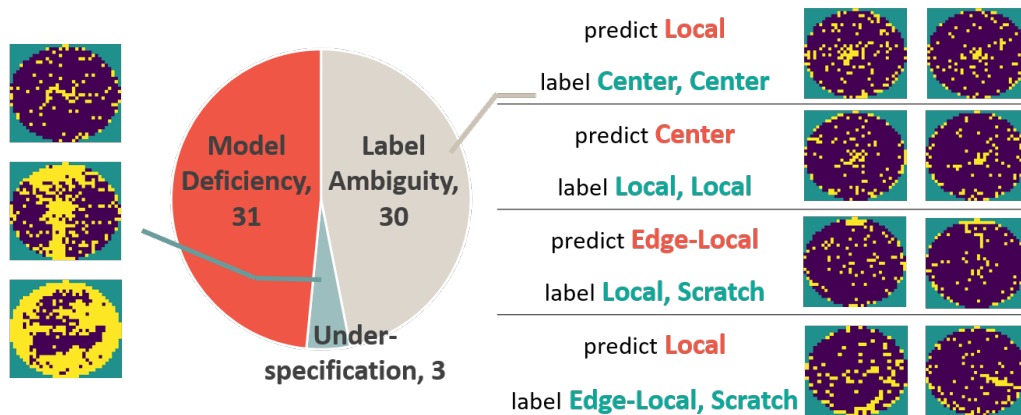 Model
Deficiency,
31
Label
Ambiguity,
30
Under-
specification, 3
predict Local
label Center, Center
predict Center
label Local, Local
predict Edge-Local
label Local, Scratch
predict Local
label Edge-Local, Scratch